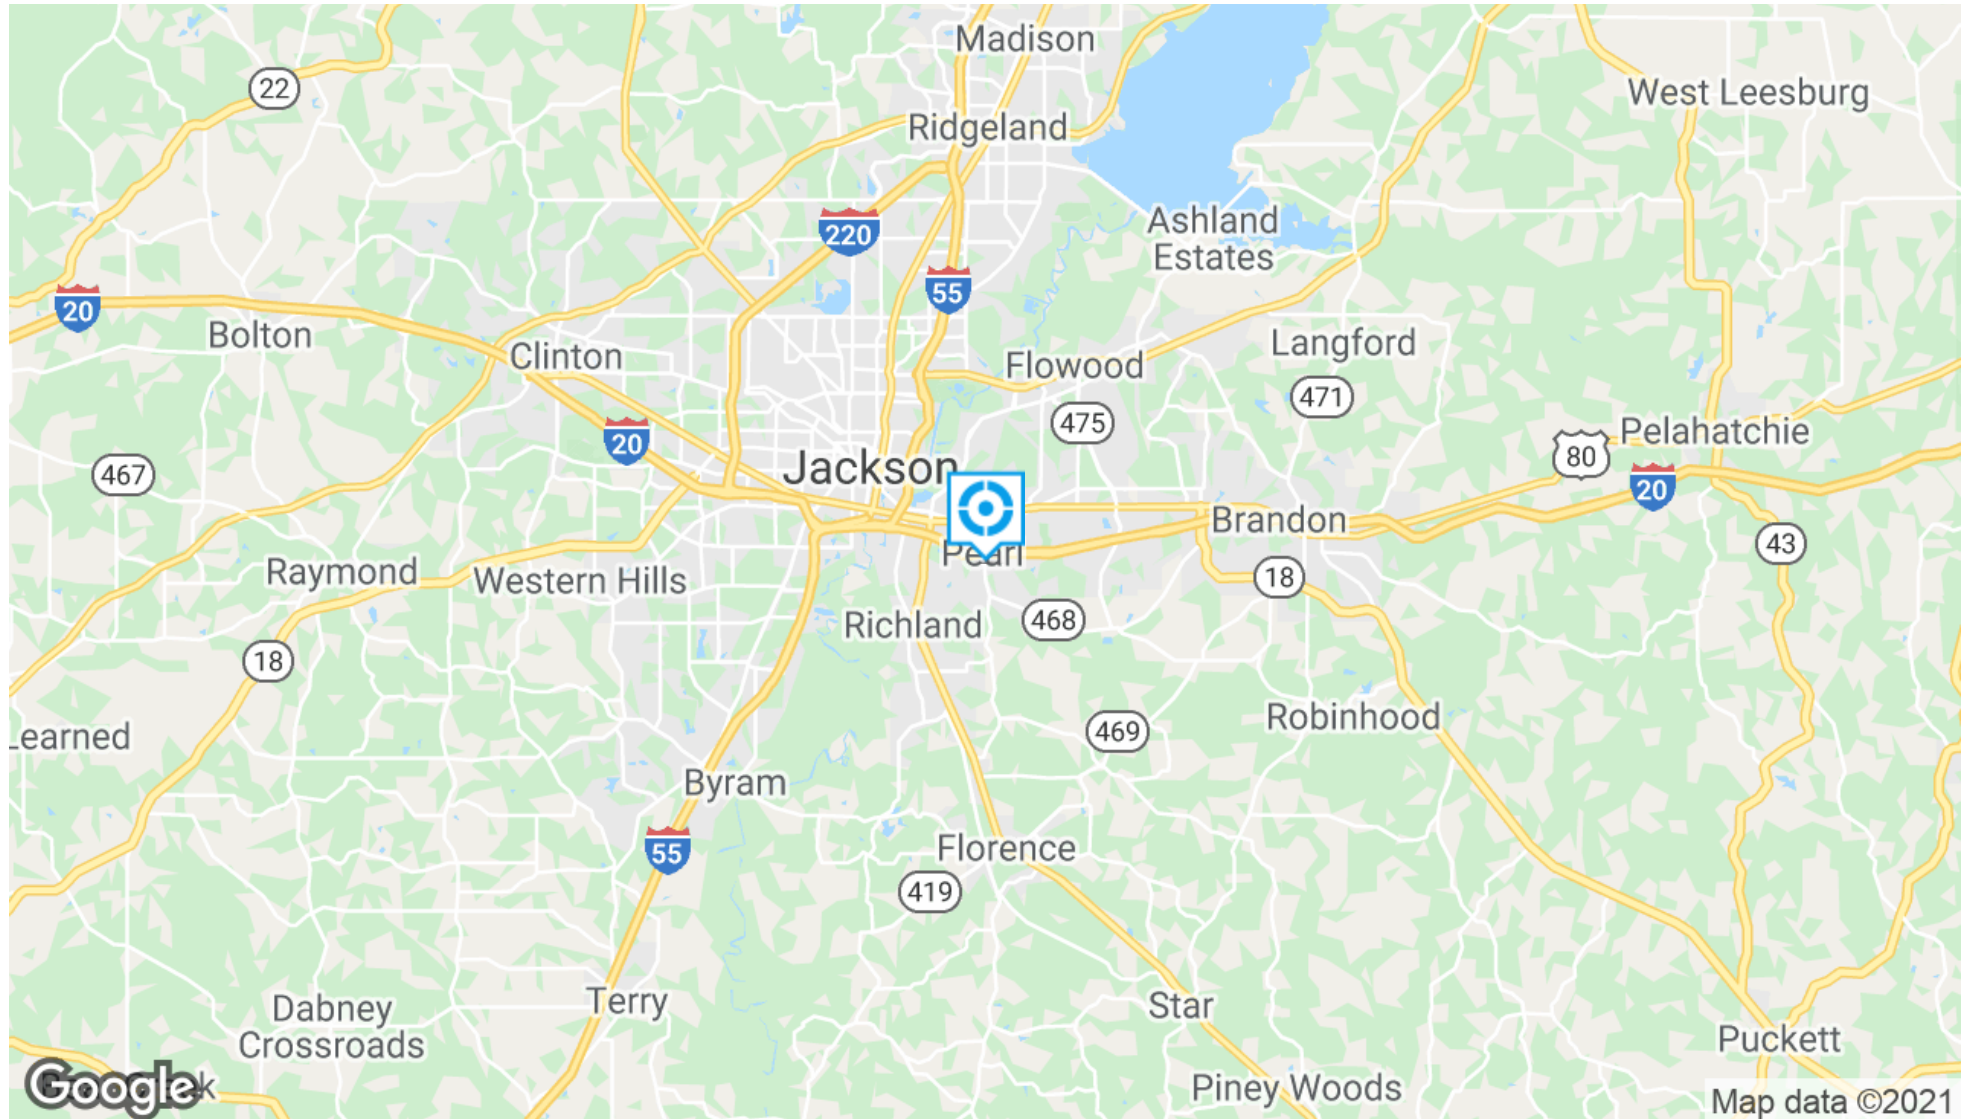 Madison
22
West Leesburg
Ridgeland
Ashland
Estates
220
55
20
Bolton
Clinton
Flowood
Langford
471
475
20
Pelahatchie
80
467
Jackson
20
Brandon
43
Pearl
Raymond
Western Hills
18
468
Richland
18
Robinhood
469
Learned
Byram
55
Florence
419
Dabney
Crossroads
Terry
Star
Puckett
Google
Piney Woods
Map data ©2021